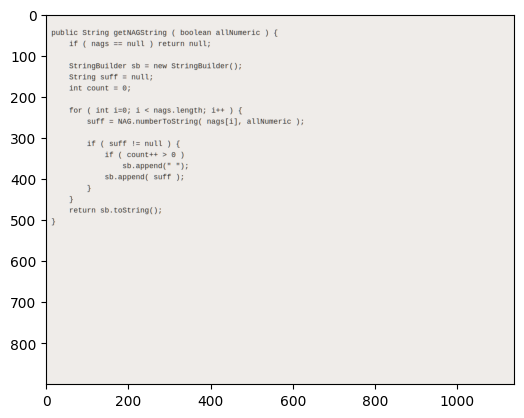 0
100
200
300
400
500
600
700
800
public String getNAGString ( boolean allNumeric ) {
    if ( nags == null ) return null;

    StringBuilder sb = new StringBuilder();
    String suff = null;
    int count = 0;

    for ( int i=0; i < nags.length; i++ ) {
        suff = NAG.numberToString( nags[i], allNumeric );

        if ( suff != null ) {
            if ( count++ > 0 )
                sb.append(" ");
            sb.append( suff );
        }
    }
    return sb.toString();
}
0 200 400 600 800 1000